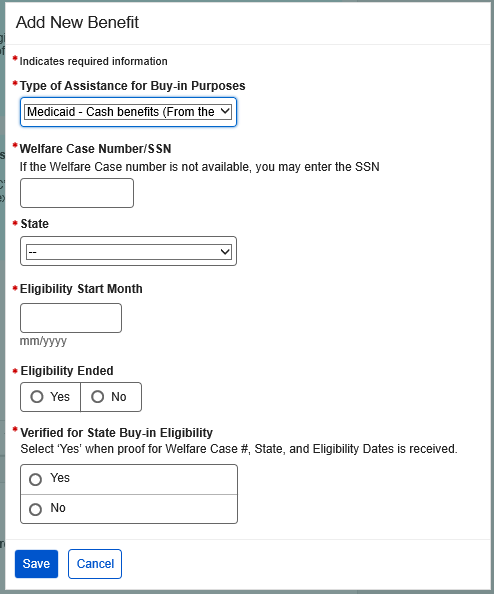 Add New Benefit
*Indicates required information
*Type of Assistance for Buy-in Purposes
Medicaid - Cash benefits (From the
*Welfare Case Number/SSN
If the Welfare Case number is not available, you may enter the SSN
*State
--
*Eligibility Start Month
mm/yyyy
*Eligibility Ended
Yes No
*Verified for State Buy-in Eligibility
Select ‘Yes’ when proof for Welfare Case #, State, and Eligibility Dates is received.
Yes
No
Save Cancel